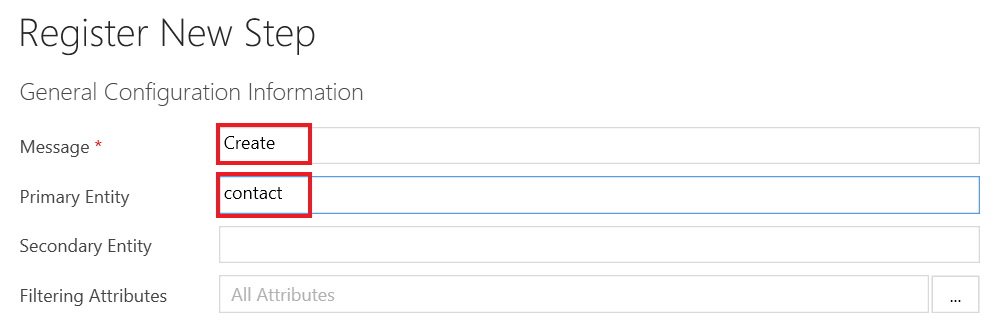 Register New Step
General Configuration Information
Message * Create
Primary Entity contact
Secondary Entity
Filtering Attributes All Attributes ...